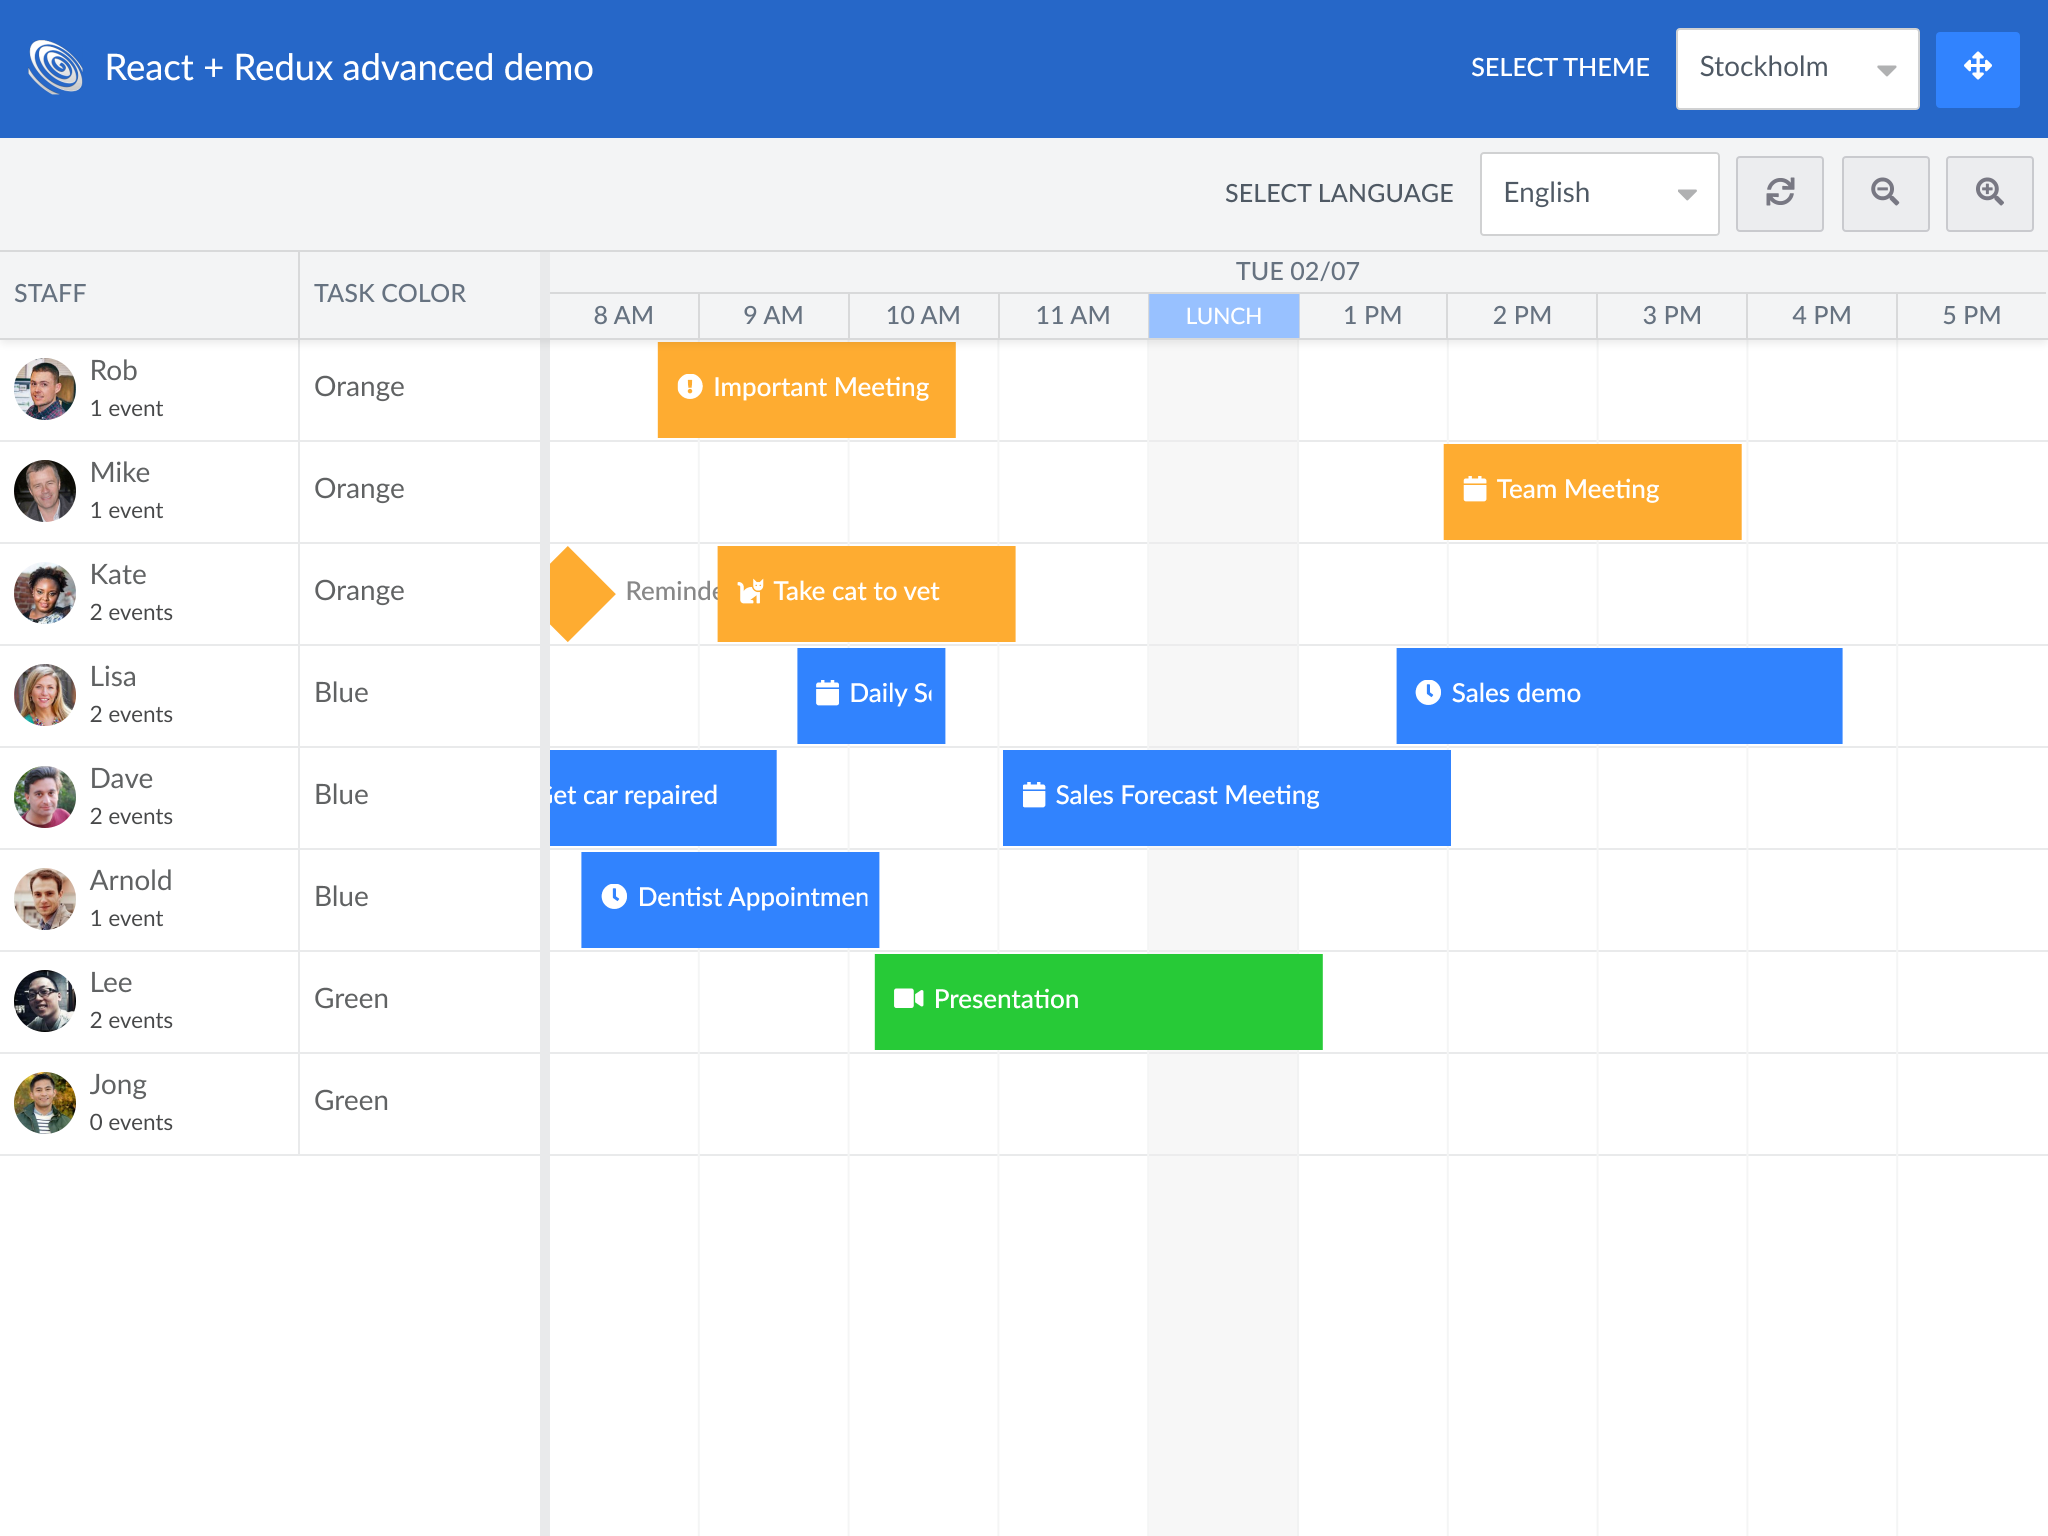 React + Redux advanced demo
SELECT THEME
Stockholm
SELECT LANGUAGE
English
STAFF
TASK COLOR
TUE 02/07
8 AM
9 AM
10 AM
11 AM
LUNCH
1 PM
2 PM
3 PM
4 PM
5 PM
Rob
1 event
Orange
Important Meeting
Mike
1 event
Orange
Team Meeting
Kate
2 events
Orange
Reminde
Take cat to vet
Lisa
2 events
Blue
Daily
Sales demo
Dave
2 events
Blue
et car repaired
Sales Forecast Meeting
Arnold
1 event
Blue
Dentist Appointmen
Lee
2 events
Green
Presentation
Jong
0 events
Green